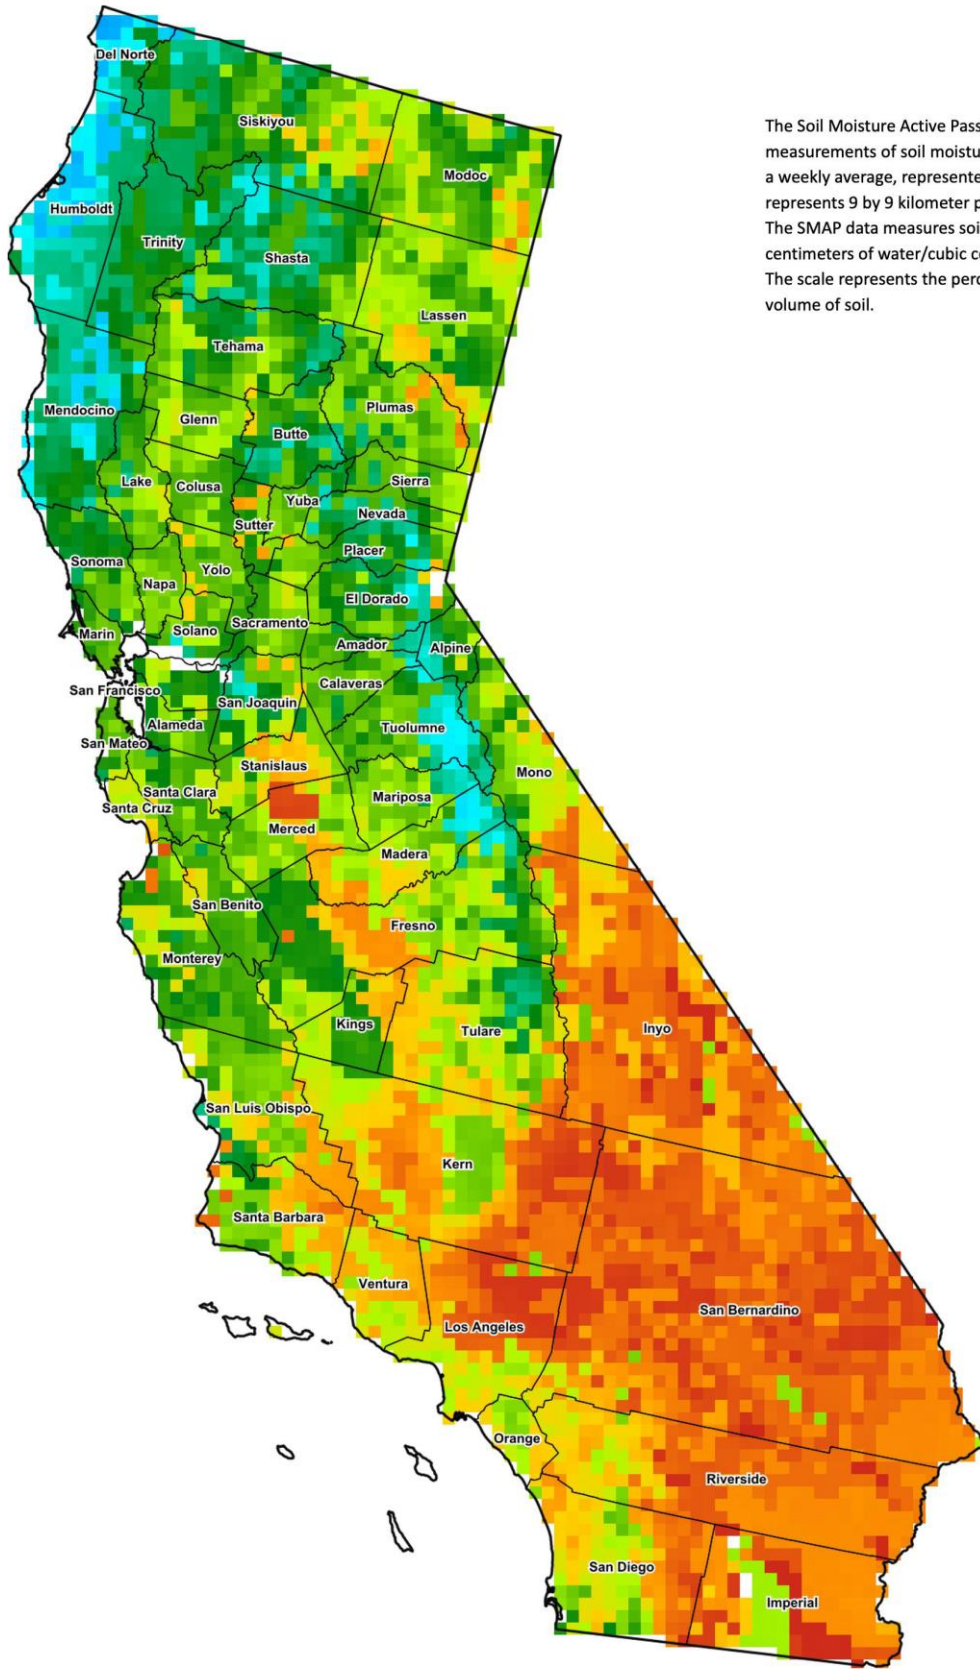 The Soil Moisture Active Pass
measurements of soil moistu
a weekly average, represente
represents 9 by 9 kilometer p
The SMAP data measures soi
centimeters of water/cubic c
The scale represents the perc
volume of soil.
Del Norte
Siskiyou
Modoc
Humboldt
Trinity
Shasta
Lassen
Tehama
Plumas
Mendocino
Glenn
Butte
Lake
Colusa
Sierra
Yuba
Nevada
Sutter
Placer
Sonoma
Yolo
Napa
El Dorado
Sacramento
Solano
Marin
Amador
Alpine
Calaveras
San Francisco
San Joaquin
Alameda
Tuolumne
San Mateo
Stanislaus
Mono
Santa Clara
Mariposa
Santa Cruz
Merced
Madera
San Benito
Fresno
Monterey
Kings
Tulare
Inyo
San Luis Obispo
Kern
Santa Barbara
Ventura
San Bernardino
Los Angeles
Orange
Riverside
San Diego
Imperial